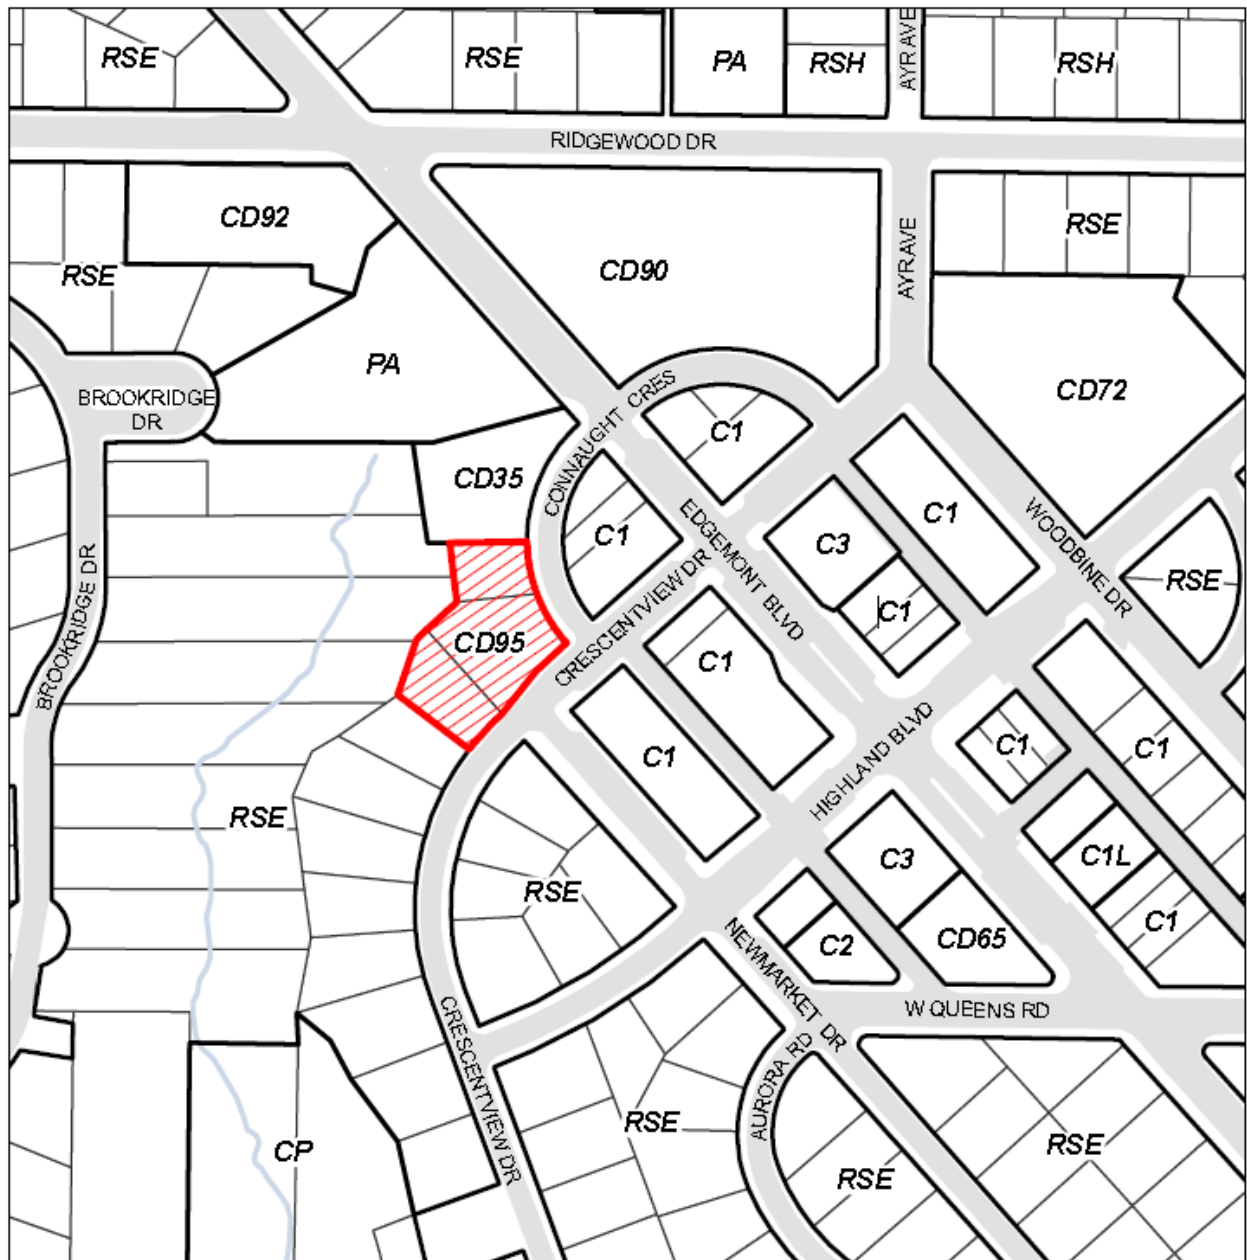 RSE
RSE
PA
RSH
AYR AVE
RSH
RIDGEWOOD DR
CD92
RSE
CD90
AYR AVE
RSE
PA
BROOKRIDGE
DR
CONNAUGHT CRES
C1
CD72
CD35
C1
EDGEMONT BLVD
C3
C1
WOODBINE DR
RSE
BROOKRIDGE DR
CD95
CRESCENTVIEW DR
C1
C1
C1
HIGHLAND BLVD
C1
C1
RSE
RSE
C3
C1L
C2
CD65
C1
NEWMARKET DR
W QUEENS RD
CRESCENTVIEW DR
AURORA RD
CP
RSE
RSE
RSE